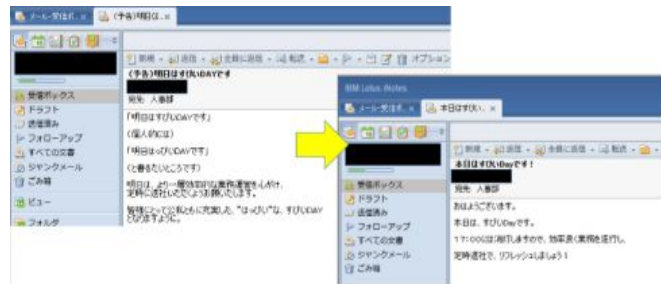 メール-受信ボ..
(予告)明日は..
新規
返信
全員に返信
転送
オプション
(予告)明日はすぴいDAYです
宛先 人事部
「明日はすぴいDAYです」
(個人的には)
「明日はっぴいDAYです」
(と書きたいところです)
明日は、より一層効率的な業務運営を心がけ、
定時に退社いただくようお願いたします。
皆様にとって公私ともに充実した、"はっぴい"な、すぴいDAY
となりますように。
受信ボックス
ドラフト
送信済み
フォローアップ
すべての文書
ジャンクメール
ごみ箱
ビュー
フォルダ
IBM Lotus Notes
メール-受信ボ..
本日はすぴい..
新規
返信
全員に返信
転送
本日はすぴいDayです!
宛先 人事部
おはようございます。
本日は、すぴいDayです。
17:00には消灯しますので、効率良く業務を遂行し、
定時退社で、リフレッシュしましょう!
受信ボックス
ドラフト
送信済み
フォローアップ
すべての文書
ジャンクメール
ごみ箱